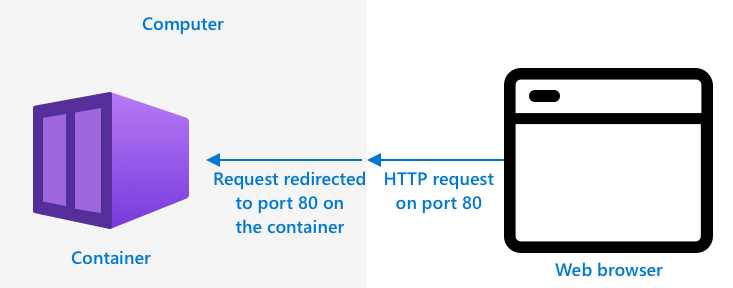 Computer
Request redirected
to port 80 on
the container
HTTP request
on port 80
Container
Web browser